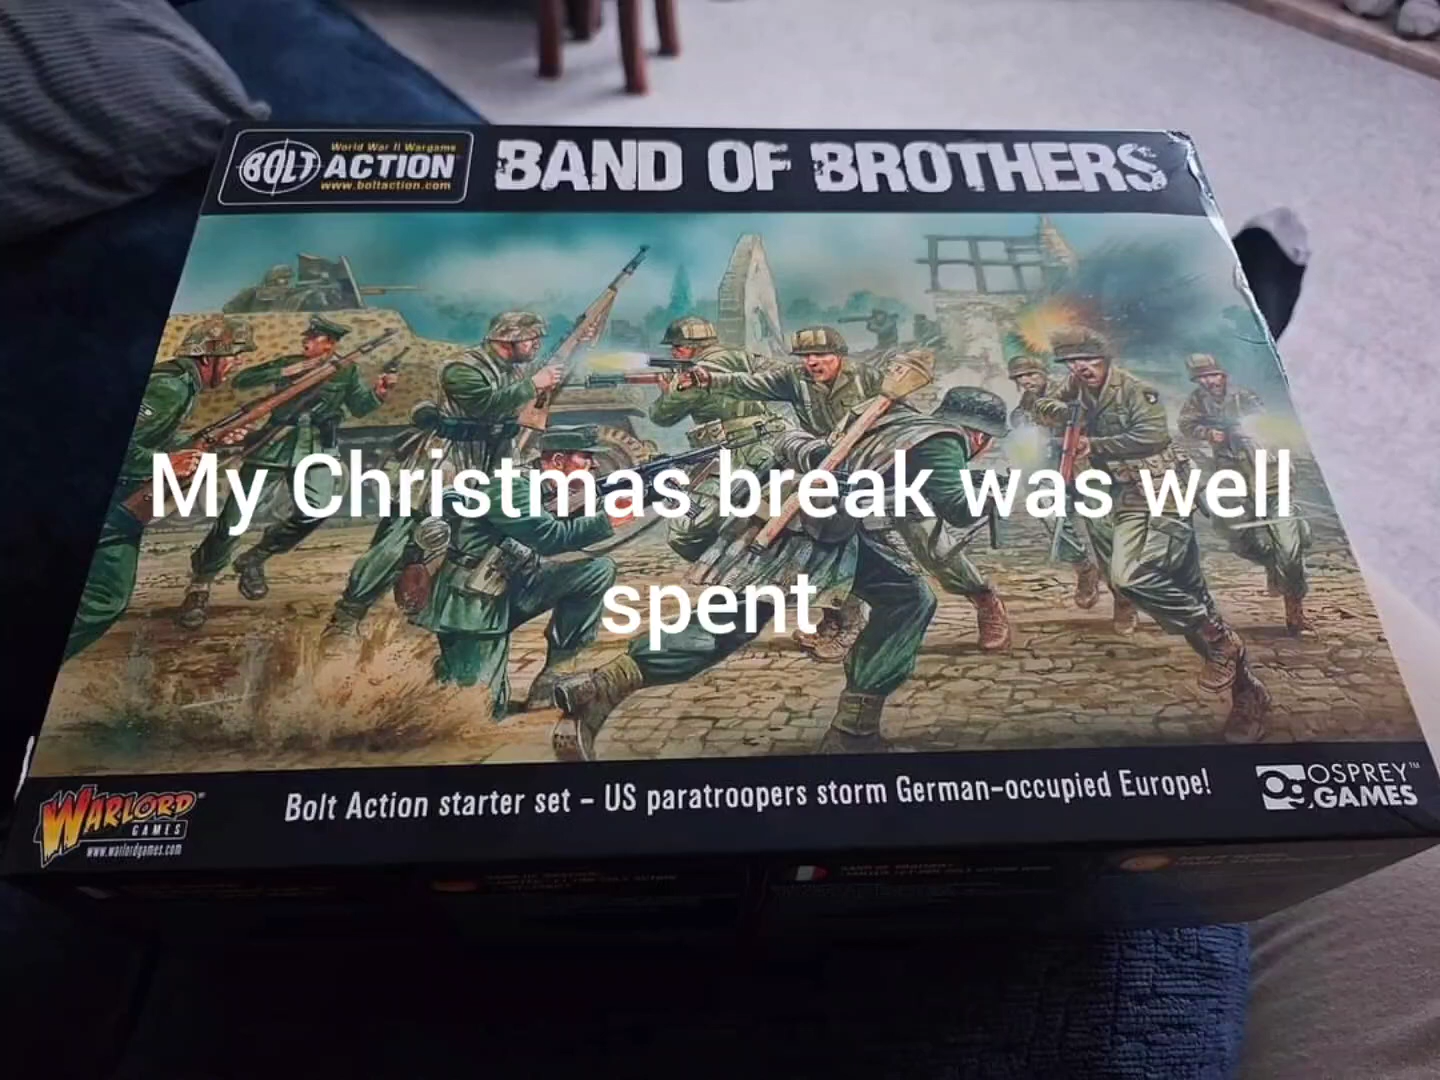 World War II Wargame
BOLT ACTION
www.boltaction.com
BAND OF BROTHERS
My Christmas break was well
spent
WARLORD
GAMES
www.warlordgames.com
Bolt Action starter set – US paratroopers storm German-occupied Europe!
OSPREY™
GAMES